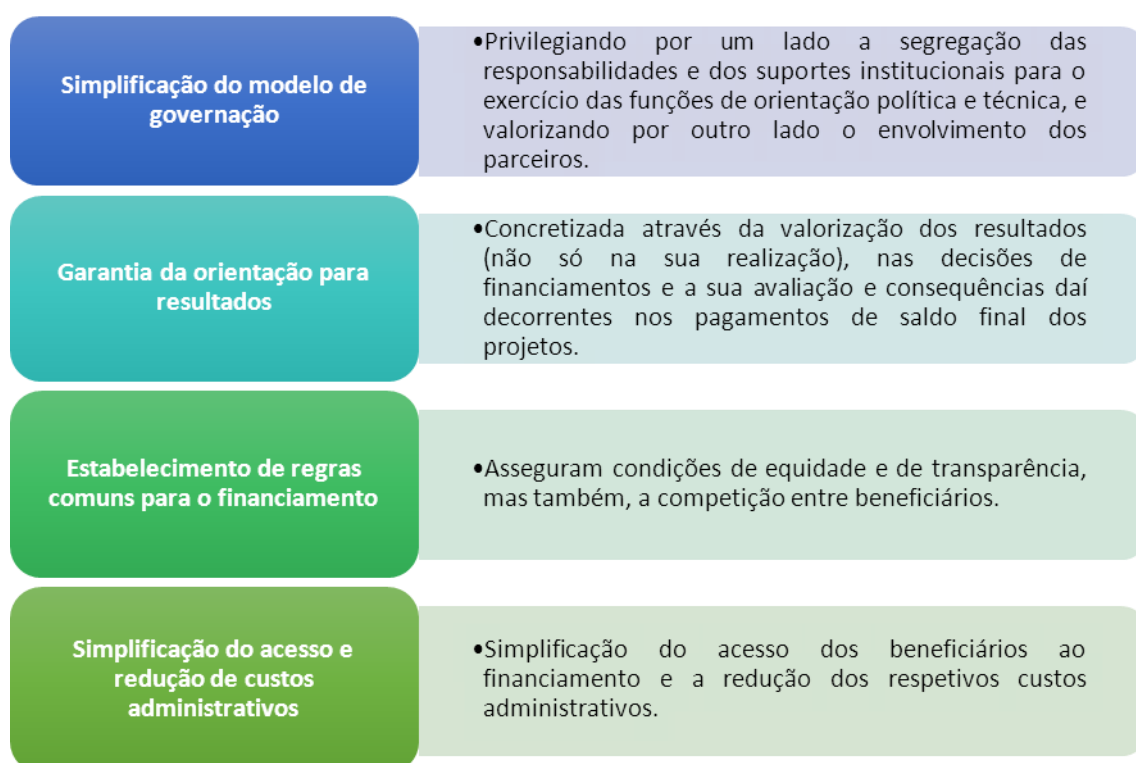 Simplificação do modelo de
governação
•Privilegiando por um lado a segregação das
responsabilidades e dos suportes institucionais para o
exercício das funções de orientação política e técnica, e
valorizando por outro lado o envolvimento dos
parceiros.
Garantia da orientação para
resultados
•Concretizada através da valorização dos resultados
(não só na sua realização), nas decisões de
financiamentos e a sua avaliação e consequências daí
decorrentes nos pagamentos de saldo final dos
projetos.
Estabelecimento de regras
comuns para o financiamento
•Asseguram condições de equidade e de transparência,
mas também, a competição entre beneficiários.
Simplificação do acesso e
redução de custos
administrativos
•Simplificação do acesso dos beneficiários ao
financiamento e a redução dos respetivos custos
administrativos.